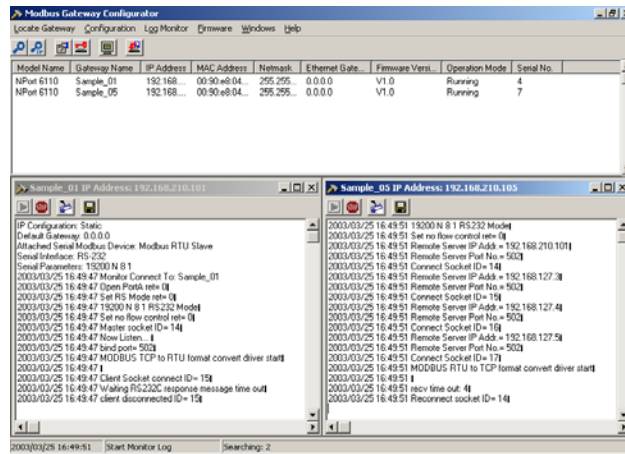 Modbus Gateway Configurator
Locate Gateway Configuration Log Monitor Firmware Windows Help
Model Name Gateway Name IP Address MAC Address Netmask Ethernet Gate... Firmware Versi... Operation Mode Serial No.
NPort 6110 Sample_01 192.168.... 00:90:e8:04... 255.255... 0.0.0.0 V1.0 Running 4
NPort 6110 Sample_05 192.168.... 00:90:e8:04... 255.255... 0.0.0.0 V1.0 Running 7
Sample_01 IP Address: 192.168.210.101
IP Configuration: Static
Default Gateway: 0.0.0.0
Attached Serial Modbus Device: Modbus RTU Slave
Serial Interface: RS-232
Serial Parameters: 19200 N 8 1
2003/03/25 16:49:47 Monitor Connect To: Sample_01
2003/03/25 16:49:47 Open PortA ret= 0
2003/03/25 16:49:47 Set RS Mode ret= 0
2003/03/25 16:49:47 19200 N 8 1 RS232 Mode
2003/03/25 16:49:47 Set no flow control ret= 0
2003/03/25 16:49:47 Master socket ID= 14
2003/03/25 16:49:47 Now Listen...
2003/03/25 16:49:47 bind port= 502
2003/03/25 16:49:47 MODBUS TCP to RTU format convert driver start
2003/03/25 16:49:47
2003/03/25 16:49:47 Client Socket connect ID= 15
2003/03/25 16:49:47 Waiting RS232C response message time out
2003/03/25 16:49:47 client disconnected ID= 15
Sample_05 IP Address: 192.168.210.105
2003/03/25 16:49:51 19200 N 8 1 RS232 Mode
2003/03/25 16:49:51 Set no flow control ret= 0
2003/03/25 16:49:51 Remote Server IP Addr.= 192.168.210.101
2003/03/25 16:49:51 Remote Server Port No.= 502
2003/03/25 16:49:51 Connect Socket ID= 14
2003/03/25 16:49:51 Remote Server IP Addr.= 192.168.127.3
2003/03/25 16:49:51 Remote Server Port No.= 502
2003/03/25 16:49:51 Connect Socket ID= 15
2003/03/25 16:49:51 Remote Server IP Addr.= 192.168.127.4
2003/03/25 16:49:51 Remote Server Port No.= 502
2003/03/25 16:49:51 Connect Socket ID= 16
2003/03/25 16:49:51 Remote Server IP Addr.= 192.168.127.5
2003/03/25 16:49:51 Remote Server Port No.= 502
2003/03/25 16:49:51 Connect Socket ID= 17
2003/03/25 16:49:51 MODBUS RTU to TCP format convert driver start
2003/03/25 16:49:51
2003/03/25 16:49:51 recv time out: 4
2003/03/25 16:49:51 Reconnect socket ID= 14
2003/03/25 16:49:51 Start Monitor Log Searching: 2